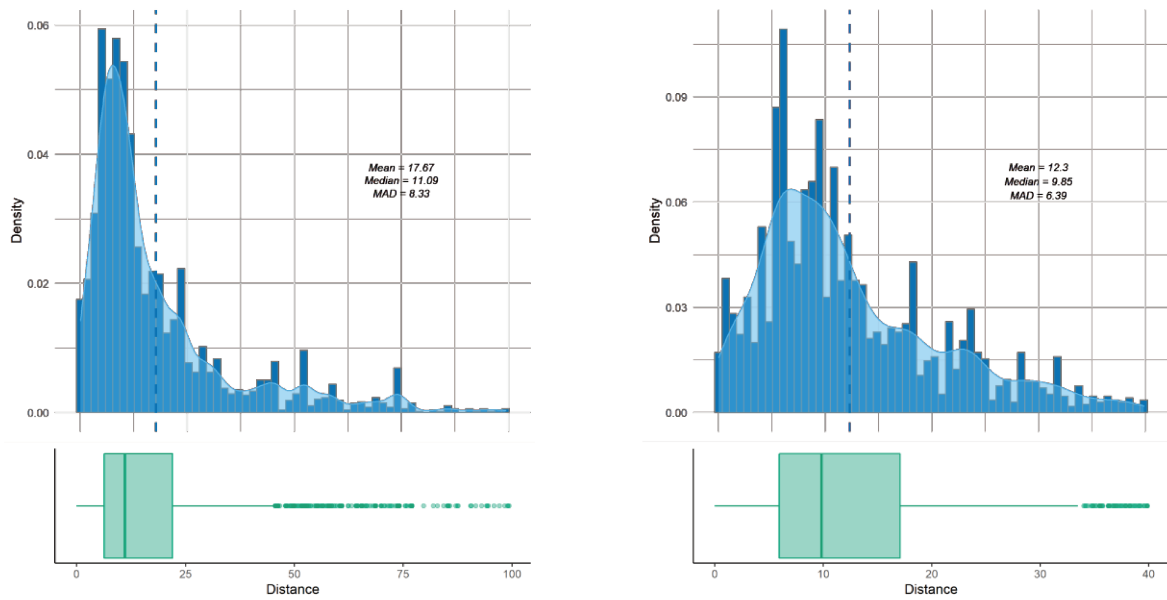 0.06
0.04
0.02
0.00
Density
Mean = 17.67
Median = 11.09
MAD = 8.33
0
25
50
75
100
Distance
0.09
0.06
0.03
0.00
Density
Mean = 12.3
Median = 9.85
MAD = 6.39
0
10
20
30
40
Distance